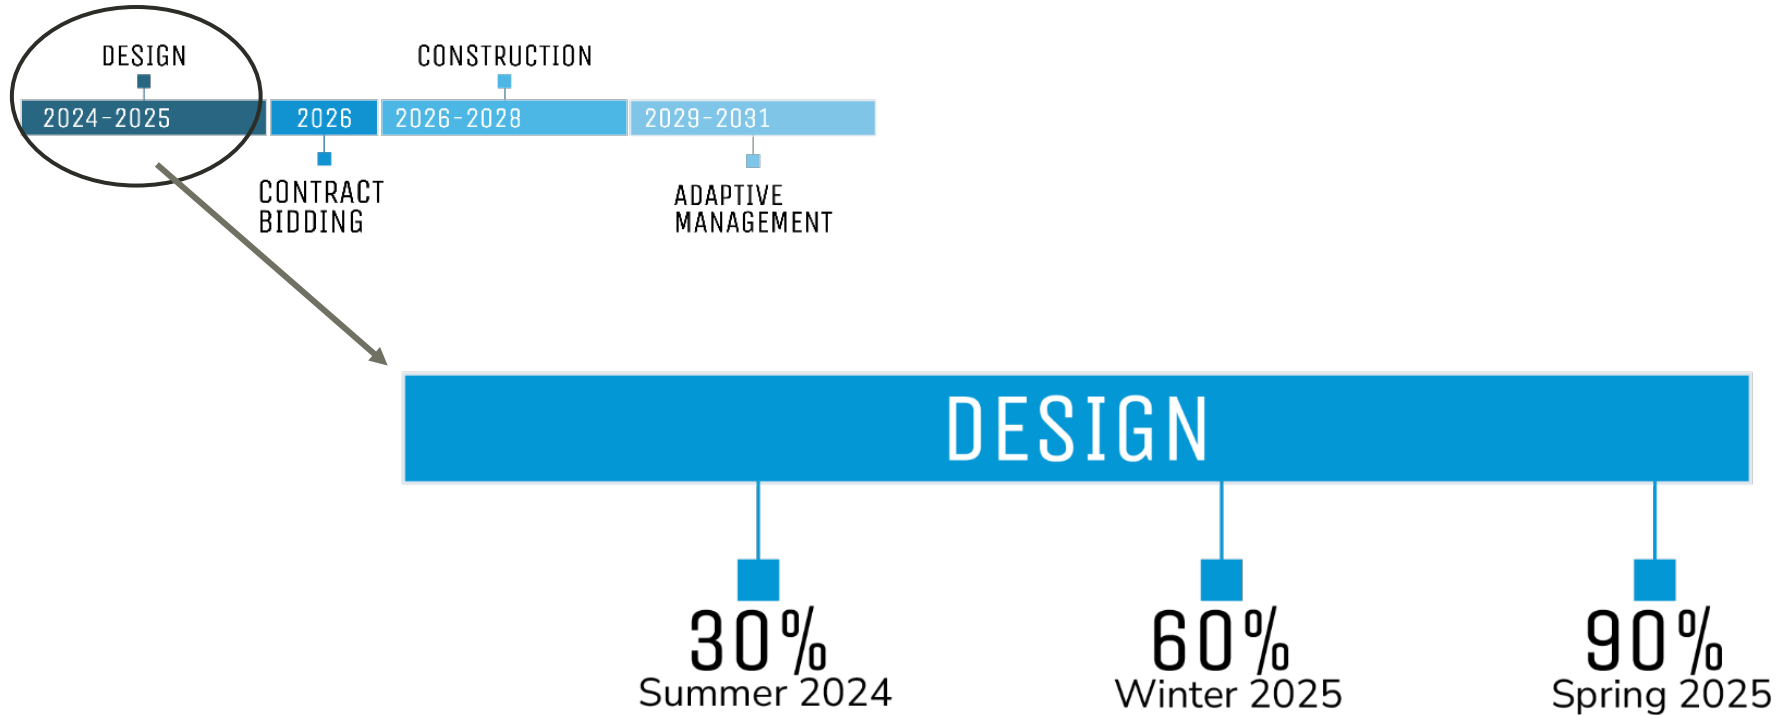 DESIGN
CONSTRUCTION
2024-2025
2026
2026-2028
2029-2031
CONTRACT
BIDDING
ADAPTIVE
MANAGEMENT
DESIGN
30%
Summer 2024
60%
Winter 2025
90%
Spring 2025